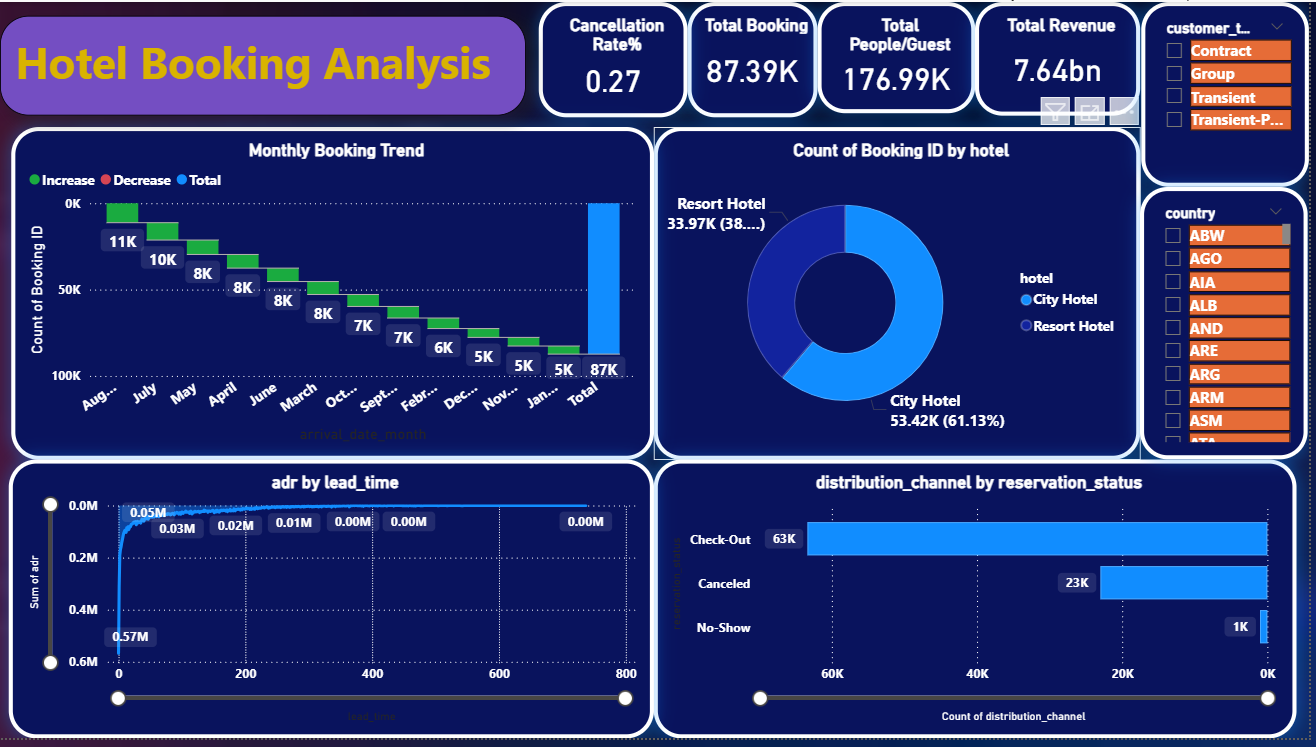 Hotel Booking Analysis
Cancellation
Rate%
0.27
Total Booking
87.39K
Total
People/Guest
176.99K
Total Revenue
7.64bn
customer_t...
Contract
Group
Transient
Transient-P...
Monthly Booking Trend
Increase Decrease Total
Count of Booking ID
0K
50K
100K
11K
10K
8K
8K
8K
8K
7K
7K
6K
5K
5K
5K
87K
Aug...
July
May
April
June
March
Oct...
Sept...
Febr...
Dec...
Nov...
Jan...
Total
arrival_date_month
Count of Booking ID by hotel
Resort Hotel
33.97K (38....)
City Hotel
53.42K (61.13%)
hotel
City Hotel
Resort Hotel
country
ABW
AGO
AIA
ALB
AND
ARE
ARG
ARM
ASM
ATA
adr by lead_time
Sum of adr
0.0M
0.2M
0.4M
0.6M
0.05M
0.03M
0.02M
0.01M
0.00M
0.00M
0.00M
0.57M
0
200
400
600
800
lead_time
distribution_channel by reservation_status
reservation_status
Check-Out
63K
Canceled
23K
No-Show
1K
60K
40K
20K
0K
Count of distribution_channel